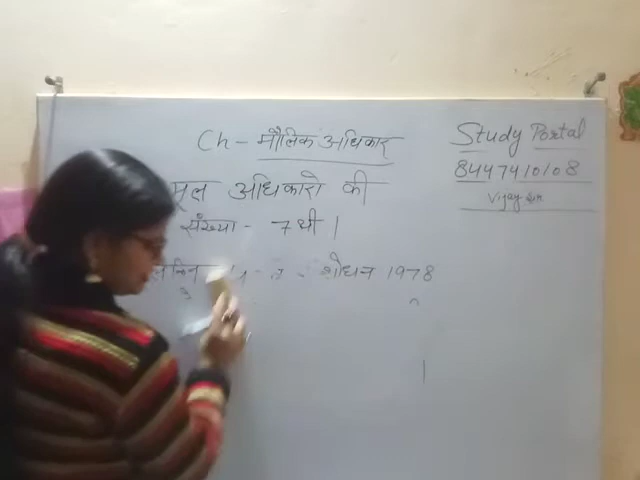 Ch - मौलिक अधिकार
Study Portal
8447410108
मूल अधिकारो की
संख्या - 7 थी ।
शोधन 1978